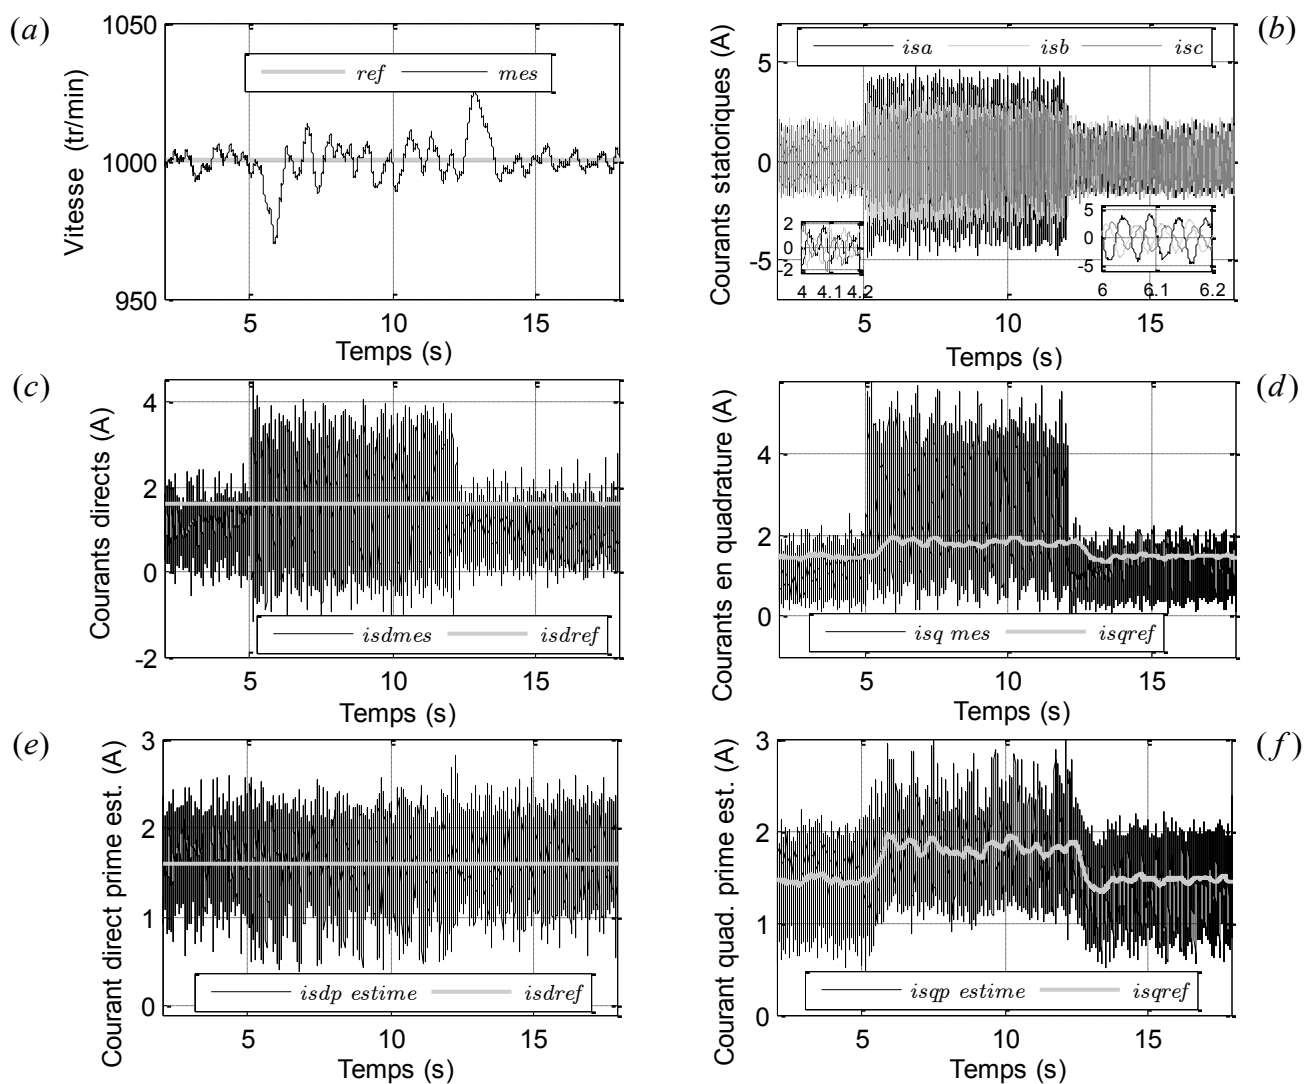 (a)
Vitesse (tr/min)
1050
1000
950
ref mes
5 10 15
Temps (s)
(b)
Courants statoriques (A)
5
0
-5
isa isb isc
2
0
-2
4 4.1 4.2
5
0
-5
6 6.1 6.2
5 10 15
Temps (s)
(c)
Courants directs (A)
4
2
0
-2
isdmes isdref
5 10 15
Temps (s)
(d)
Courants en quadrature (A)
4
2
0
isq mes isqref
5 10 15
Temps (s)
(e)
Courant direct prime est. (A)
3
2
1
0
isdp estime isdref
5 10 15
Temps (s)
(f)
Courant quad. prime est. (A)
3
2
1
0
isqp estime isqref
5 10 15
Temps (s)